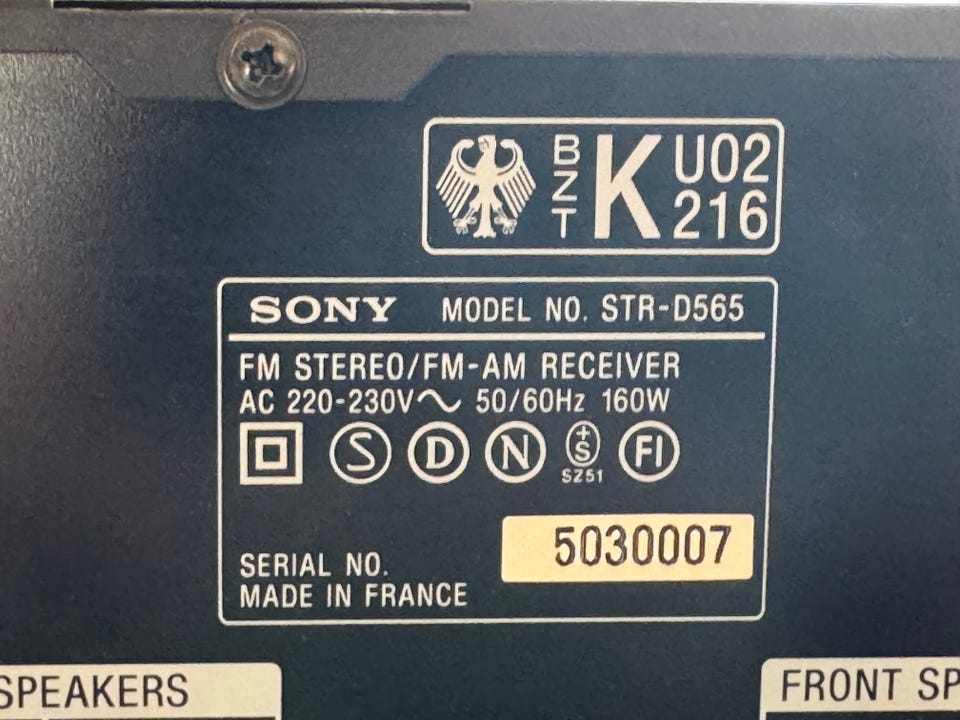 BZT K U02
216
SONY MODEL NO. STR-D565
FM STEREO/FM-AM RECEIVER
AC 220-230V~ 50/60Hz 160W
S D N +S FI
SZ51
5030007
SERIAL NO.
MADE IN FRANCE
SPEAKERS
FRONT SP